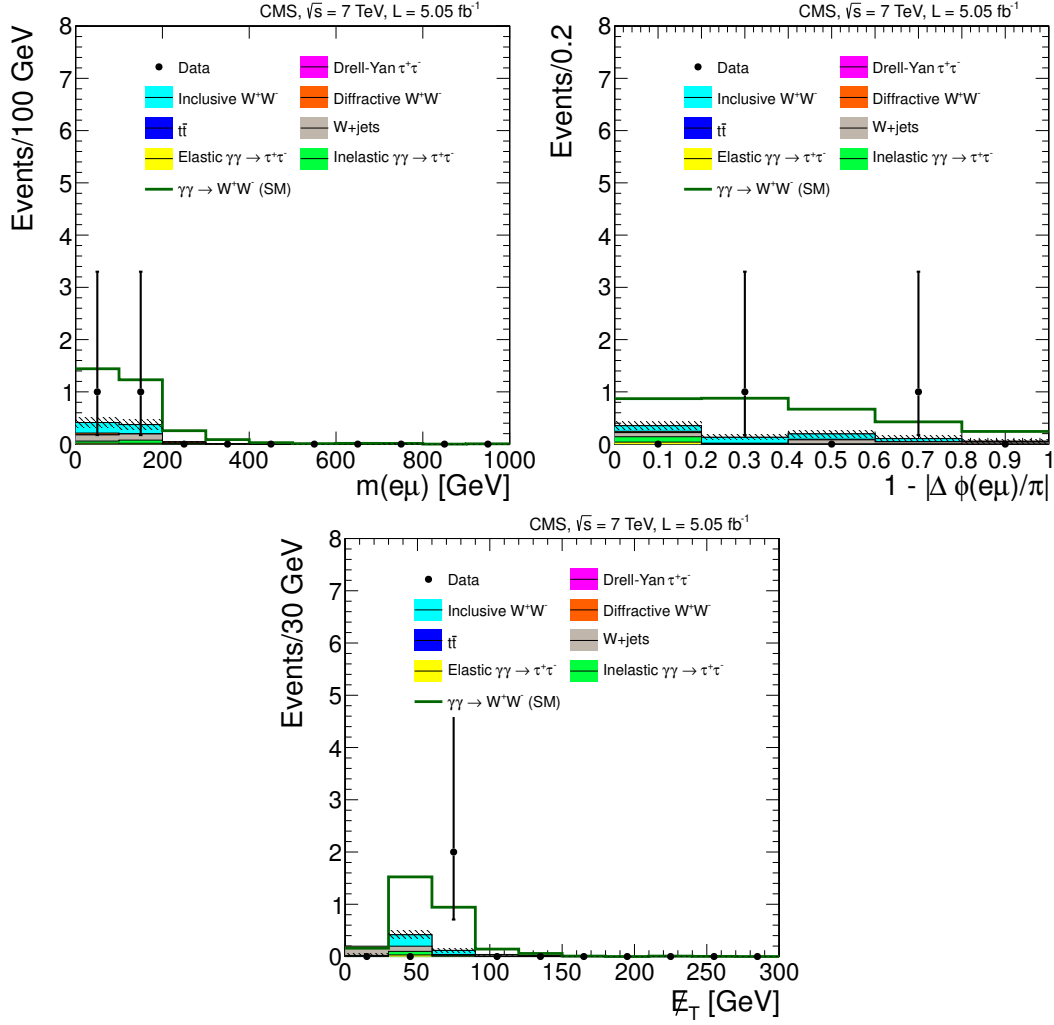 CMS, √s = 7 TeV, L = 5.05 fb⁻¹
Events/100 GeV
8
7
6
5
4
3
2
1
0
Data
Drell-Yan τ⁺τ⁻
Inclusive W⁺W⁻
Diffractive W⁺W⁻
tt̄
W+jets
Elastic γγ → τ⁺τ⁻
Inelastic γγ → τ⁺τ⁻
γγ → W⁺W⁻ (SM)
0 200 400 600 800 1000
m(eμ) [GeV]
CMS, √s = 7 TeV, L = 5.05 fb⁻¹
Events/0.2
8
7
6
5
4
3
2
1
0
Data
Drell-Yan τ⁺τ⁻
Inclusive W⁺W⁻
Diffractive W⁺W⁻
tt̄
W+jets
Elastic γγ → τ⁺τ⁻
Inelastic γγ → τ⁺τ⁻
γγ → W⁺W⁻ (SM)
0 0.1 0.2 0.3 0.4 0.5 0.6 0.7 0.8 0.9 1
1 - |Δ φ(eμ)/π|
CMS, √s = 7 TeV, L = 5.05 fb⁻¹
Events/30 GeV
8
7
6
5
4
3
2
1
0
Data
Drell-Yan τ⁺τ⁻
Inclusive W⁺W⁻
Diffractive W⁺W⁻
tt̄
W+jets
Elastic γγ → τ⁺τ⁻
Inelastic γγ → τ⁺τ⁻
γγ → W⁺W⁻ (SM)
0 50 100 150 200 250 300
E̸_T [GeV]